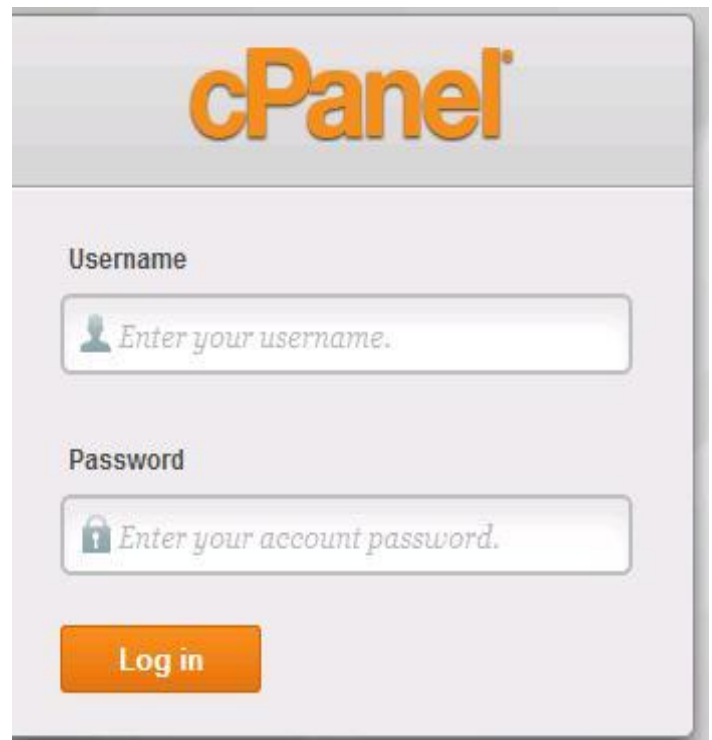 cPanel®
Username
Enter your username.
Password
Enter your account password.
Log in